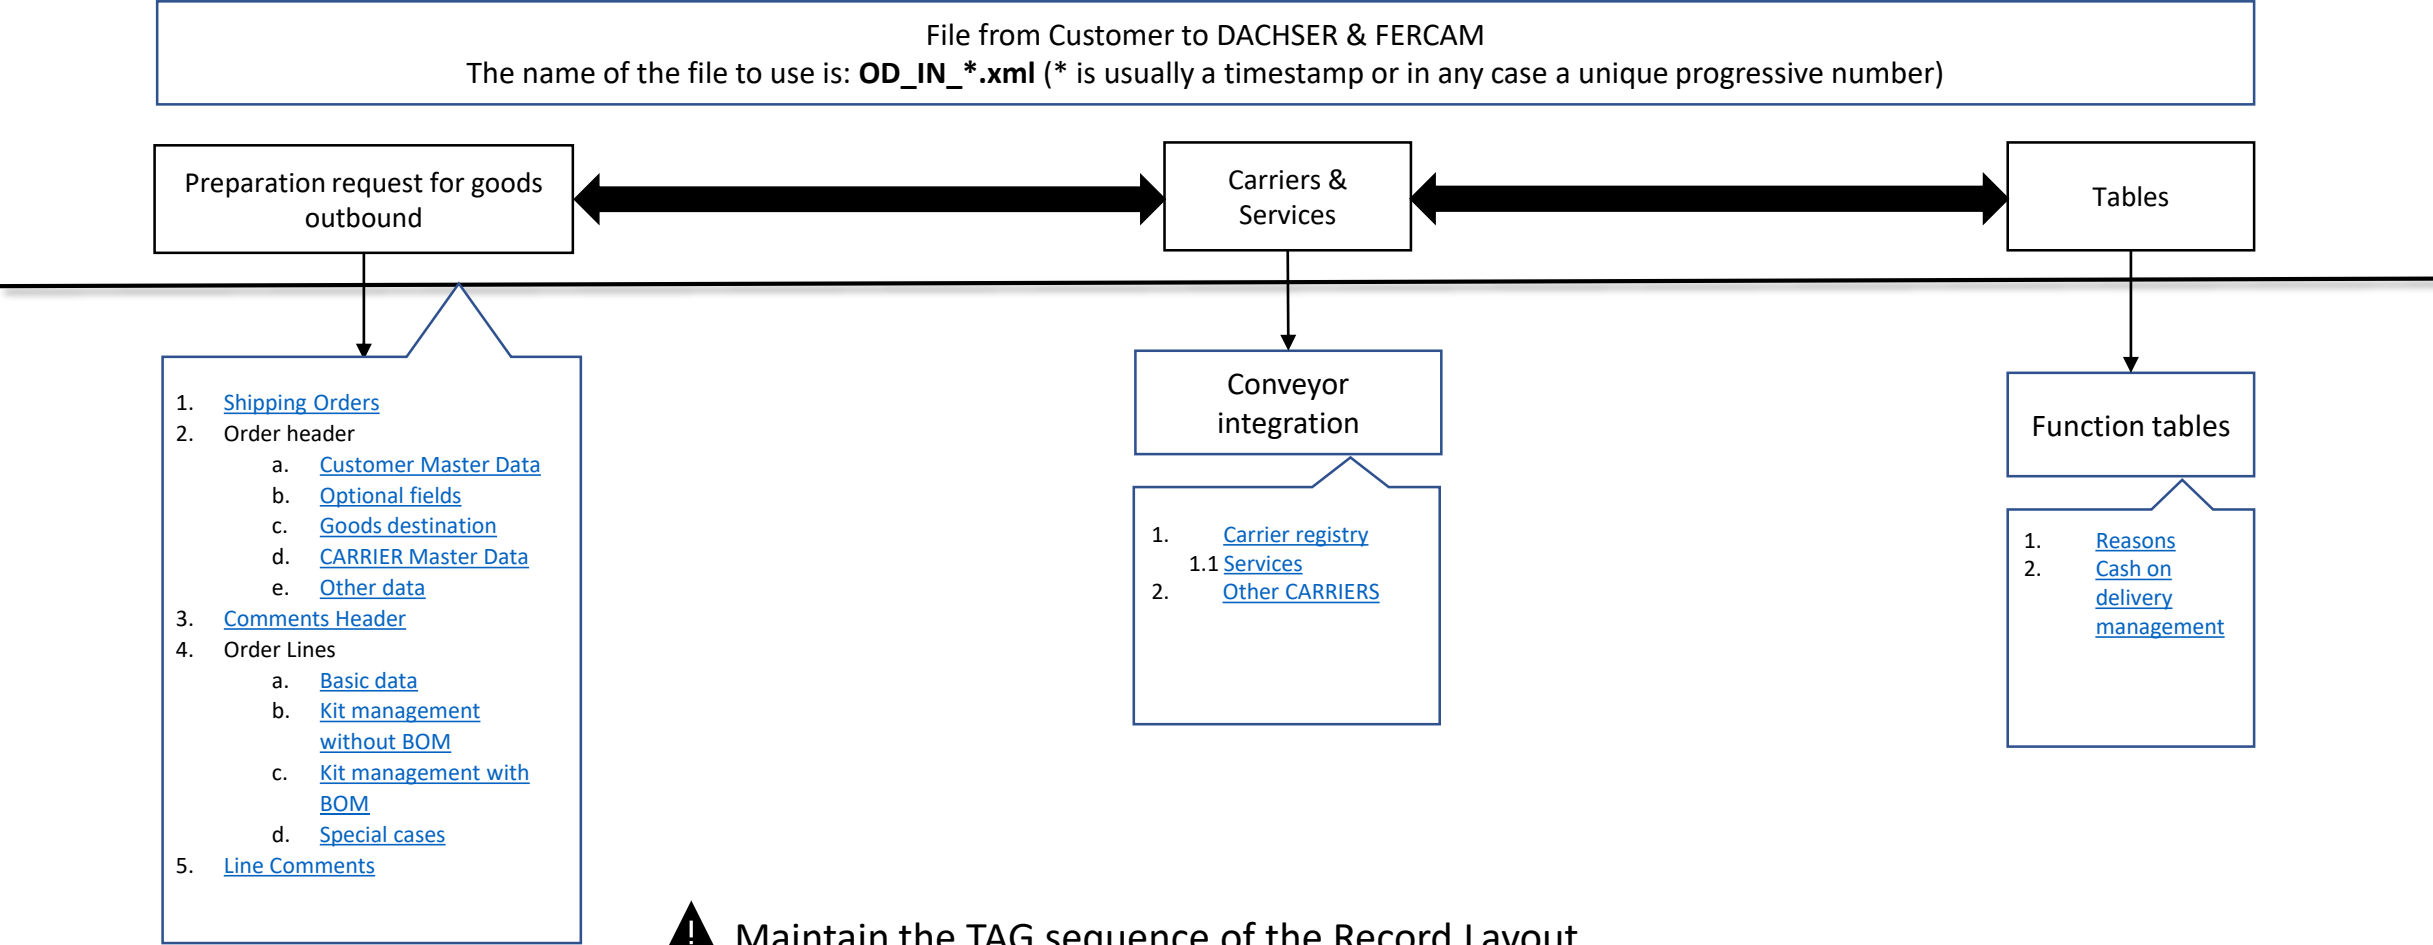 File from Customer to DACHSER & FERCAM
The name of the file to use is: OD_IN_*.xml (* is usually a timestamp or in any case a unique progressive number)
Preparation request for goods
outbound
Carriers &
Services
Tables
1. Shipping Orders
2. Order header
a. Customer Master Data
b. Optional fields
c. Goods destination
d. CARRIER Master Data
e. Other data
3. Comments Header
4. Order Lines
a. Basic data
b. Kit management
without BOM
c. Kit management with
BOM
d. Special cases
5. Line Comments
Conveyor
integration
1. Carrier registry
1.1 Services
2. Other CARRIERS
Function tables
1. Reasons
2. Cash on
delivery
management
Maintain the TAG sequence of the Record Layout